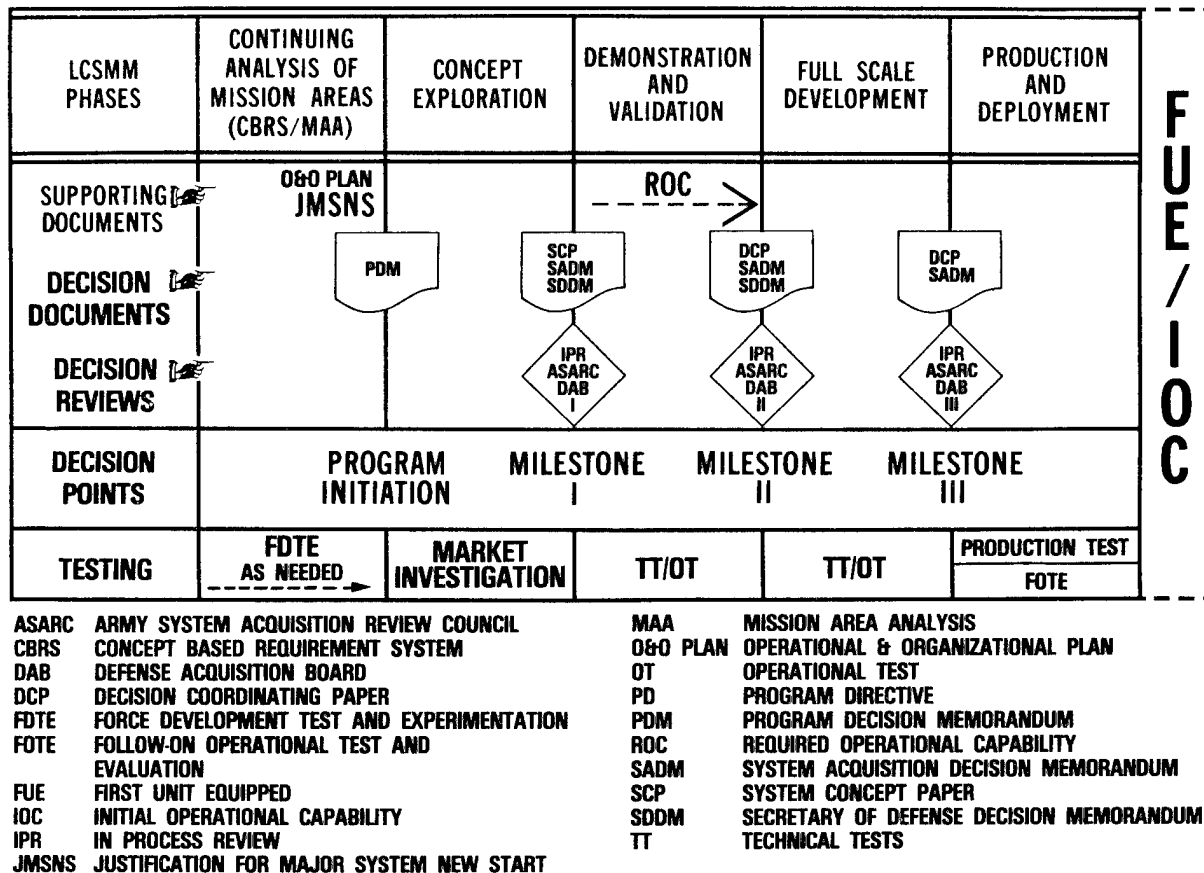 LCSMM
PHASES
CONTINUING
ANALYSIS OF
MISSION AREAS
(CBRS/MAA)
CONCEPT
EXPLORATION
DEMONSTRATION
AND
VALIDATION
FULL SCALE
DEVELOPMENT
PRODUCTION
AND
DEPLOYMENT
FUE/IOC
SUPPORTING
DOCUMENTS
O&O PLAN
JMSNS
ROC
DECISION
DOCUMENTS
PDM
SCP
SADM
SDDM
DCP
SADM
SDDM
DCP
SADM
DECISION
REVIEWS
IPR
ASARC
DAB
I
IPR
ASARC
DAB
II
IPR
ASARC
DAB
III
DECISION
POINTS
PROGRAM
INITIATION
MILESTONE
I
MILESTONE
II
MILESTONE
III
TESTING
FDTE
AS NEEDED
MARKET
INVESTIGATION
TT/OT
TT/OT
PRODUCTION TEST
FOTE
ASARC ARMY SYSTEM ACQUISITION REVIEW COUNCIL
CBRS CONCEPT BASED REQUIREMENT SYSTEM
DAB DEFENSE ACQUISITION BOARD
DCP DECISION COORDINATING PAPER
FDTE FORCE DEVELOPMENT TEST AND EXPERIMENTATION
FOTE FOLLOW-ON OPERATIONAL TEST AND
EVALUATION
FUE FIRST UNIT EQUIPPED
IOC INITIAL OPERATIONAL CAPABILITY
IPR IN PROCESS REVIEW
JMSNS JUSTIFICATION FOR MAJOR SYSTEM NEW START
MAA MISSION AREA ANALYSIS
O&O PLAN OPERATIONAL & ORGANIZATIONAL PLAN
OT OPERATIONAL TEST
PD PROGRAM DIRECTIVE
PDM PROGRAM DECISION MEMORANDUM
ROC REQUIRED OPERATIONAL CAPABILITY
SADM SYSTEM ACQUISITION DECISION MEMORANDUM
SCP SYSTEM CONCEPT PAPER
SDDM SECRETARY OF DEFENSE DECISION MEMORANDUM
TT TECHNICAL TESTS